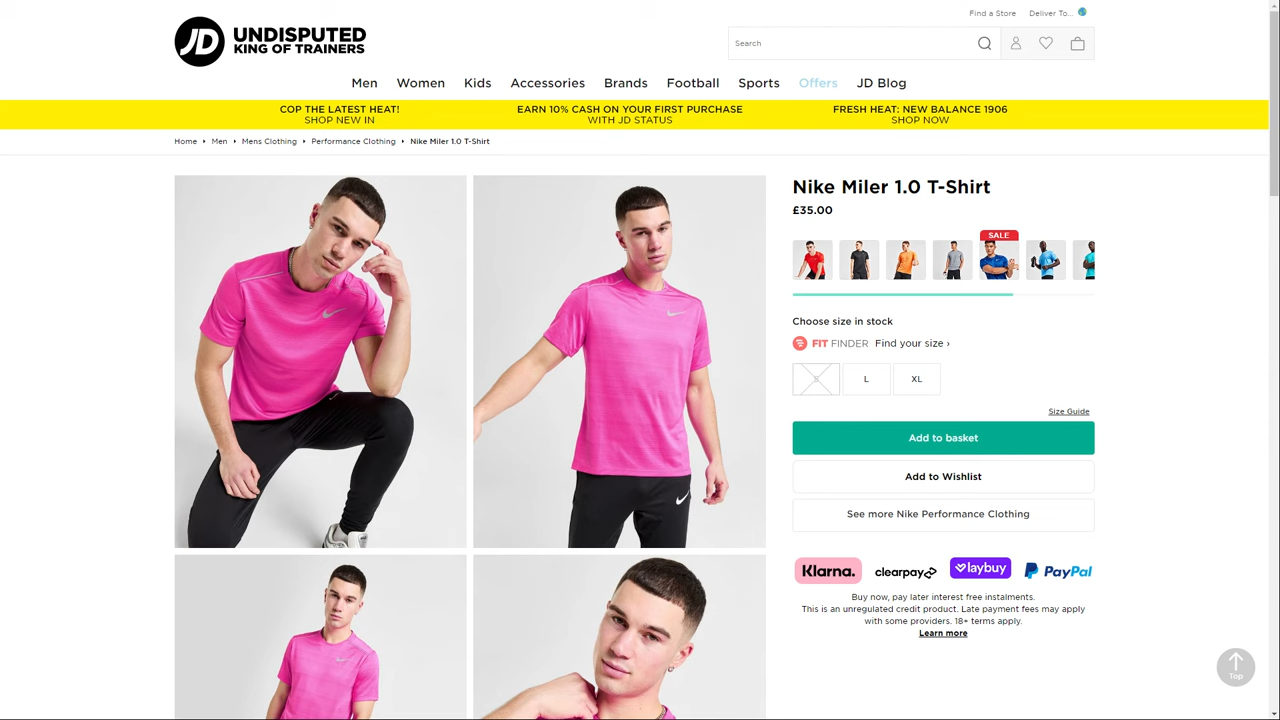 Find a Store
Deliver To...
JD
UNDISPUTED
KING OF TRAINERS
Search
Men
Women
Kids
Accessories
Brands
Football
Sports
Offers
JD Blog
COP THE LATEST HEAT!
SHOP NEW IN
EARN 10% CASH ON YOUR FIRST PURCHASE
WITH JD STATUS
FRESH HEAT: NEW BALANCE 1906
SHOP NOW
Home
Men
Mens Clothing
Performance Clothing
Nike Miler 1.0 T-Shirt
Nike Miler 1.0 T-Shirt
£35.00
SALE
Choose size in stock
FIT FINDER Find your size ›
S
L
XL
Size Guide
Add to basket
Add to Wishlist
See more Nike Performance Clothing
Klarna.
clearpay
laybuy
PayPal
Buy now, pay later interest free instalments.
This is an unregulated credit product. Late payment fees may apply
with some providers. 18+ terms apply.
Learn more
Top